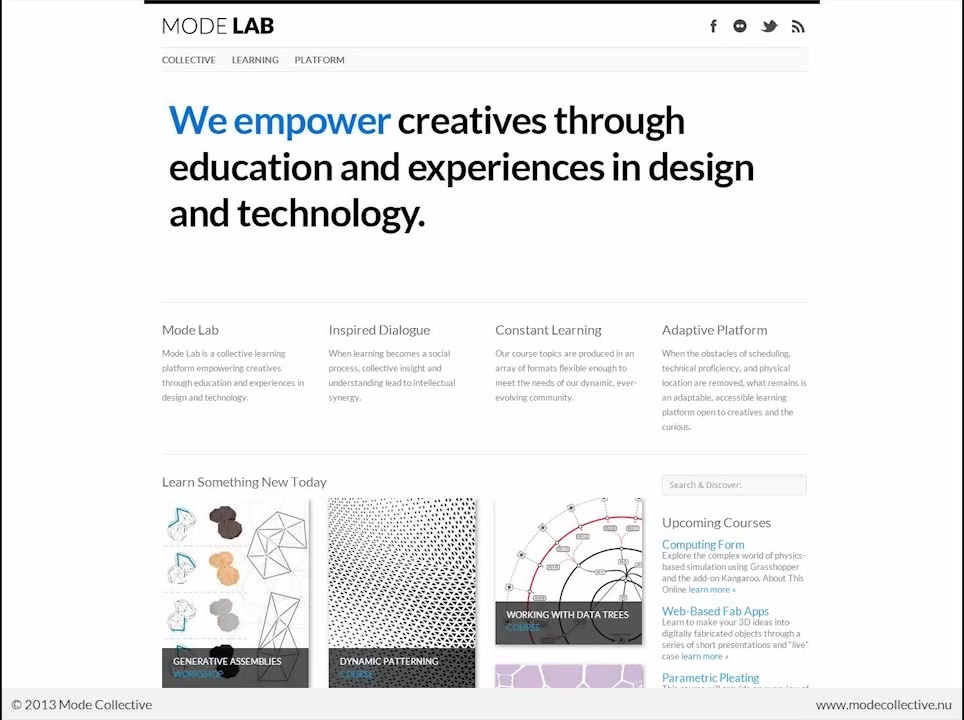 MODE LAB
COLLECTIVE LEARNING PLATFORM
We empower creatives through
education and experiences in design
and technology.
Mode Lab
Mode Lab is a collective learning
platform empowering creatives
through education and experiences in
design and technology.
Inspired Dialogue
When learning becomes a social
process, collective insight and
understanding lead to intellectual
synergy.
Constant Learning
Our course topics are produced in an
array of formats flexible enough to
meet the needs of our dynamic, ever-
evolving community.
Adaptive Platform
When the obstacles of scheduling,
technical proficiency, and physical
location are removed, what remains is
an adaptable, accessible learning
platform open to creatives and the
curious.
Learn Something New Today
GENERATIVE ASSEMBLIES
WORKSHOP
DYNAMIC PATTERNING
COURSE
WORKING WITH DATA TREES
COURSE
Search & Discover:
Upcoming Courses
Computing Form
Explore the complex world of physics-
based simulation using Grasshopper
and the add-on Kangaroo. About This
Online learn more »
Web-Based Fab Apps
Learn to make your 3D ideas into
digitally fabricated objects through a
series of short presentations and "live"
case learn more »
Parametric Pleating
© 2013 Mode Collective
www.modecollective.nu